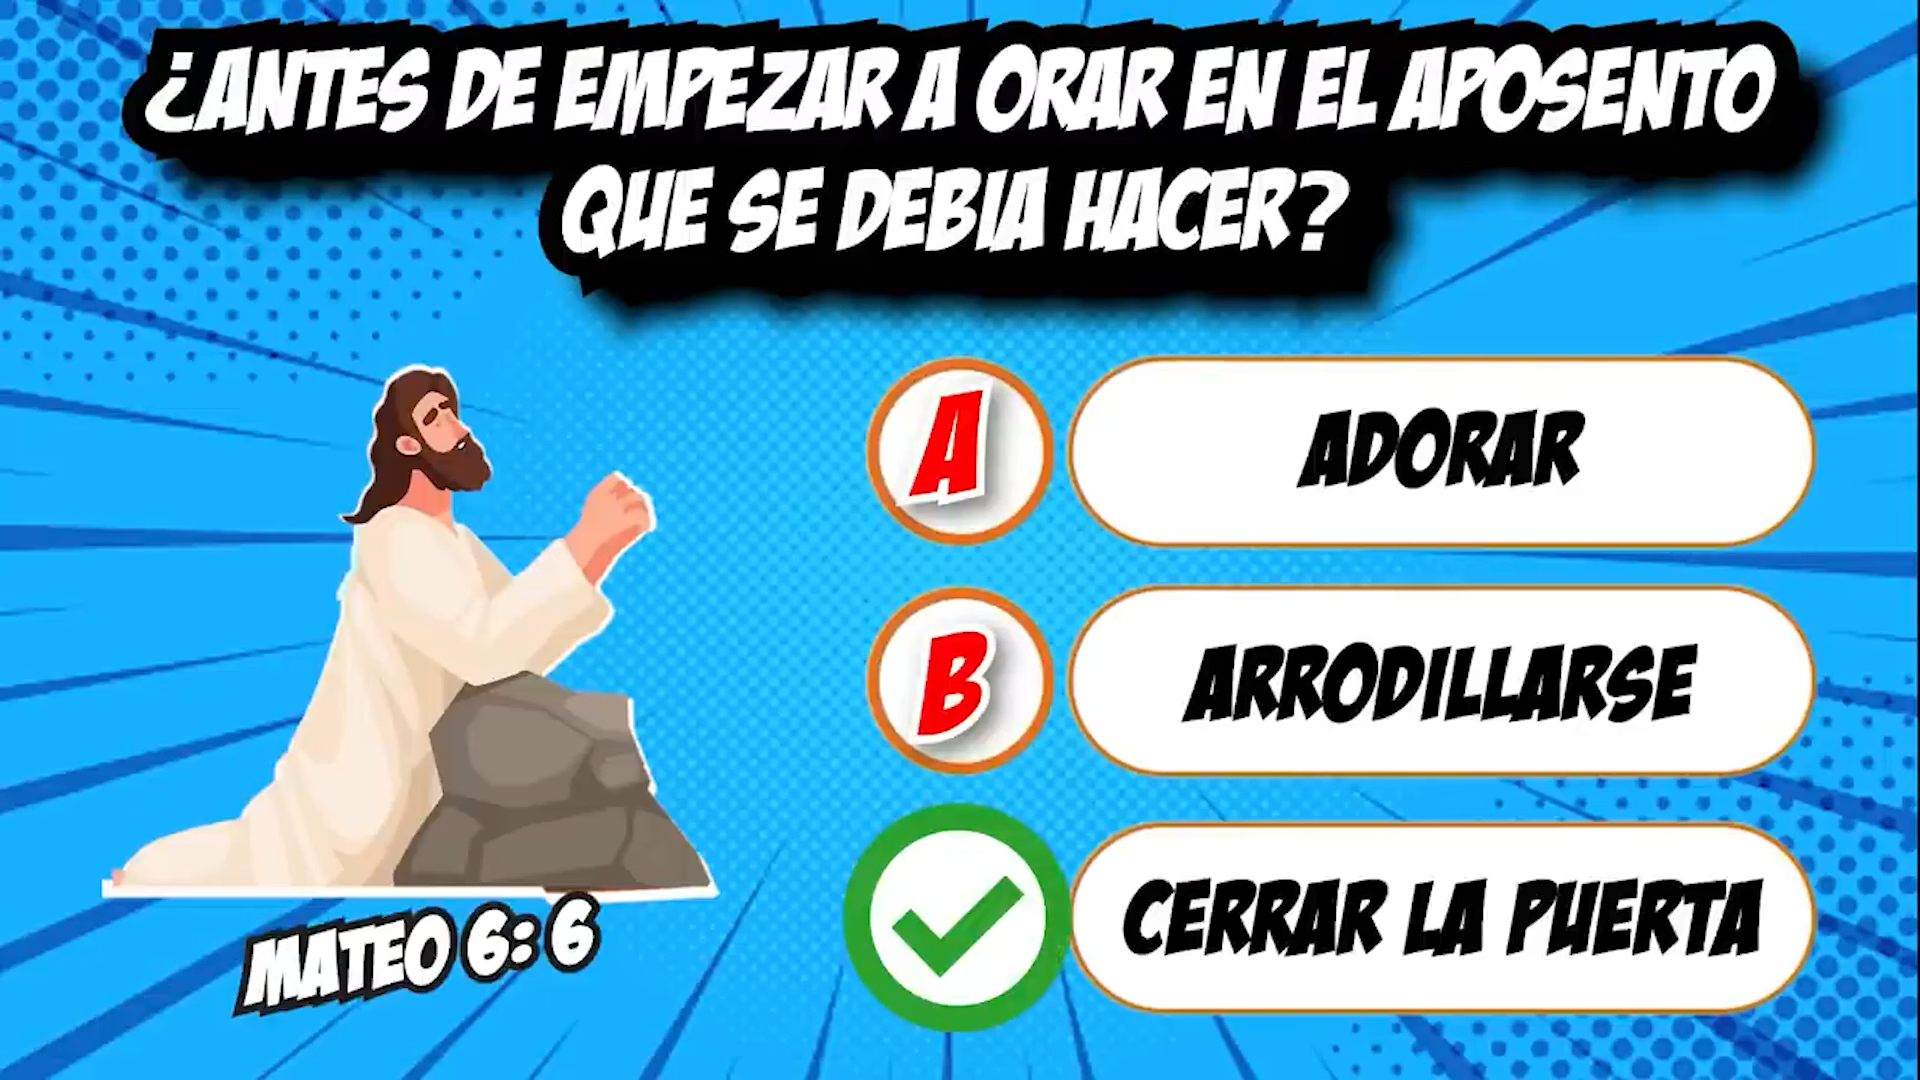 ¿ANTES DE EMPEZAR A ORAR EN EL APOSENTO
QUE SE DEBIA HACER?
A ADORAR
B ARRODILLARSE
CERRAR LA PUERTA
MATEO 6: 6